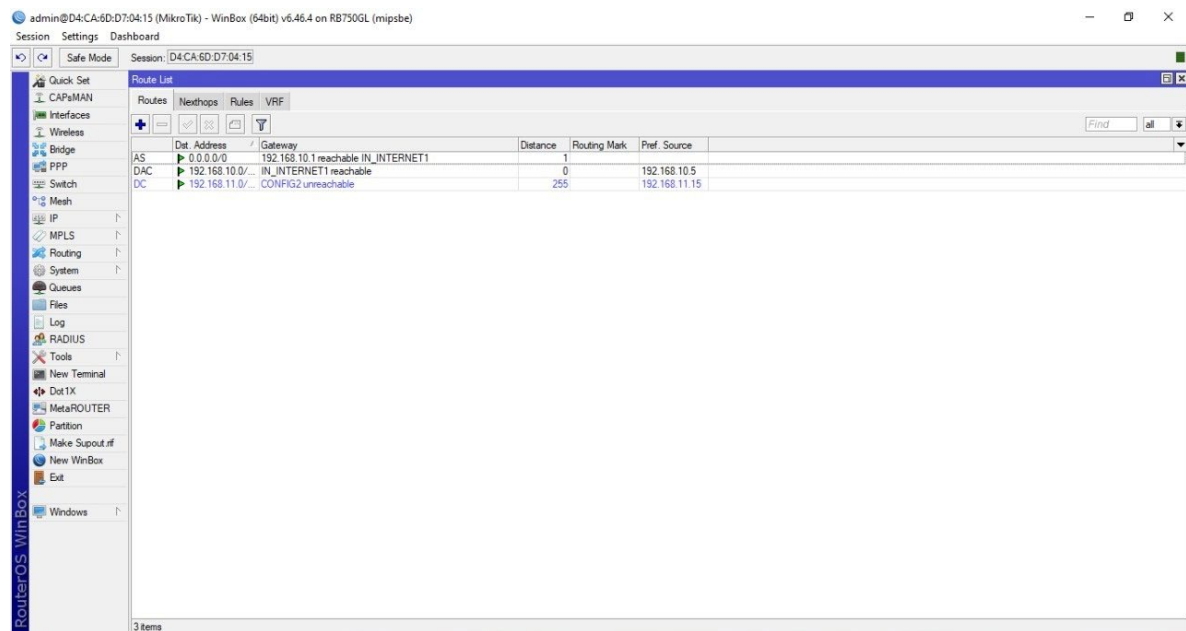 admin@D4:CA:6D:D7:04:15 (MikroTik) - WinBox (64bit) v6.46.4 on RB750GL (mipsbe)
Session Settings Dashboard
Safe Mode Session: D4:CA:6D:D7:04:15
Quick Set
CAPsMAN
Interfaces
Wireless
Bridge
PPP
Switch
Mesh
IP
MPLS
Routing
System
Queues
Files
Log
RADIUS
Tools
New Terminal
Dot1X
MetaROUTER
Partition
Make Supout.rif
New WinBox
Exit
Windows
RouterOS WinBox
Route List
Routes Nexthops Rules VRF
Find all
Dst. Address / Gateway Distance Routing Mark Pref. Source
AS 0.0.0.0/0 192.168.10.1 reachable IN_INTERNET1 1
DAC 192.168.10.0/... IN_INTERNET1 reachable 0 192.168.10.5
DC 192.168.11.0/... CONFIG2 unreachable 255 192.168.11.15
3 items